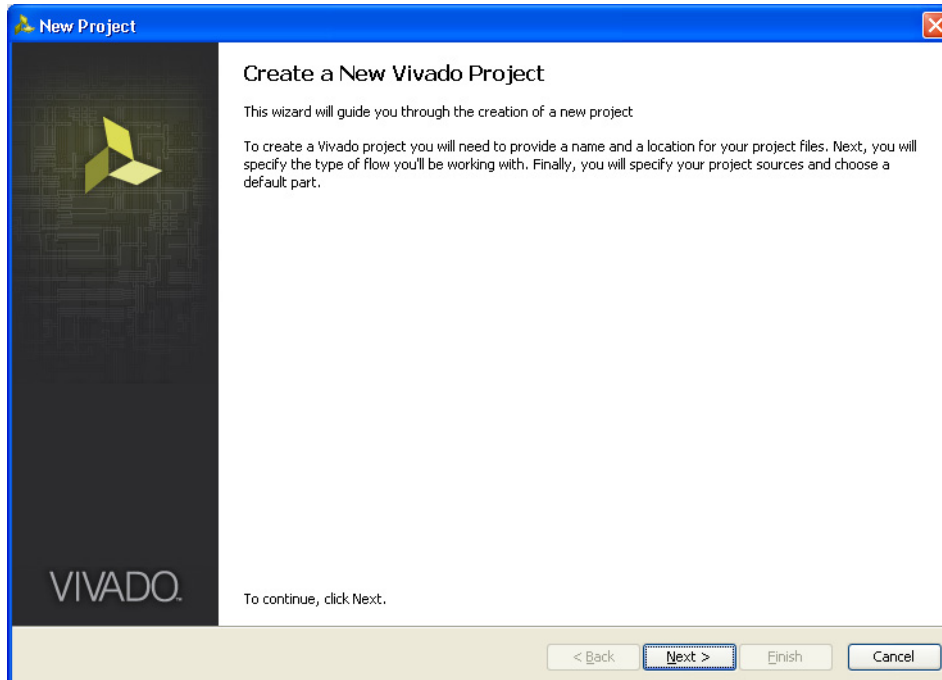 New Project
Create a New Vivado Project
This wizard will guide you through the creation of a new project
To create a Vivado project you will need to provide a name and a location for your project files. Next, you will
specify the type of flow you'll be working with. Finally, you will specify your project sources and choose a
default part.
VIVADO™
To continue, click Next.
< Back
Next >
Finish
Cancel